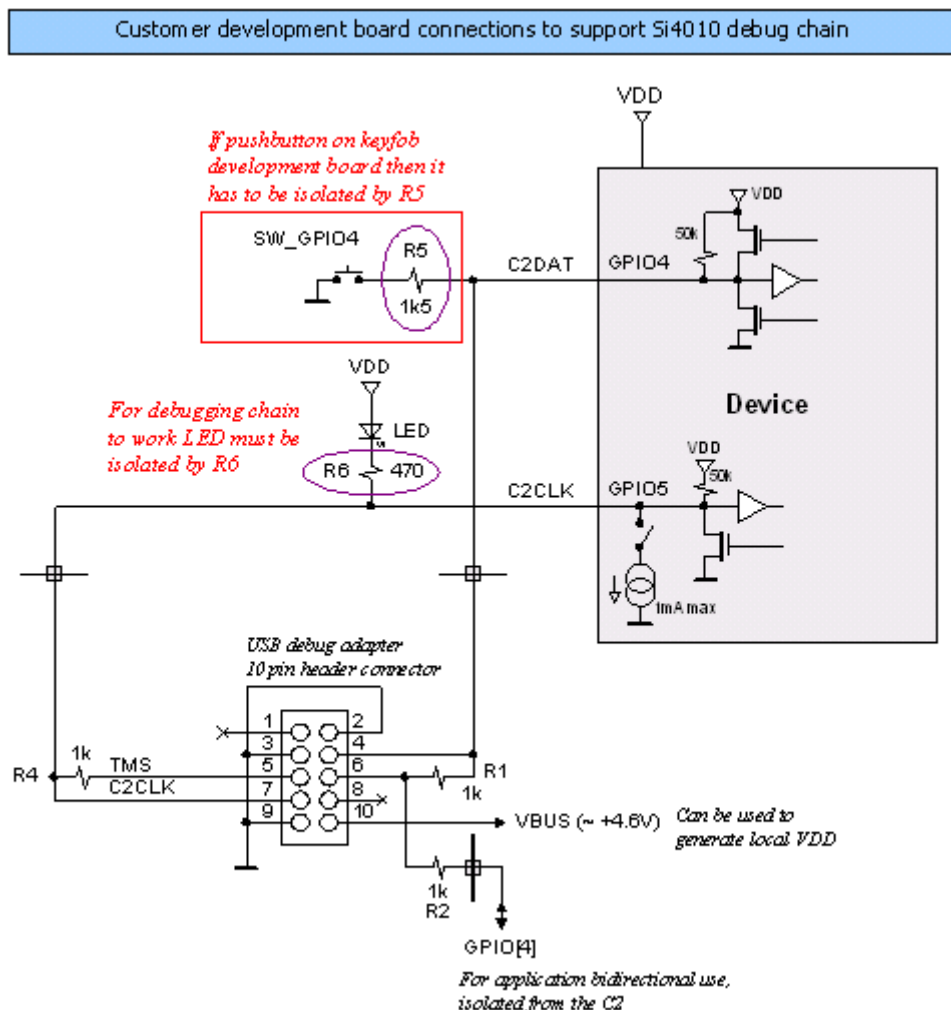 Customer development board connections to support Si4010 debug chain
VDD
If pushbutton on keyfob
development board then it
has to be isolated by R5
SW_GPIO4
R5
1k5
C2DAT
GPIO4
VDD
50k
VDD
LED
For debugging chain
to work LED must be
isolated by R6
R6
470
Device
C2CLK
GPIO5
VDD
50k
1mA max
USB debug adapter
10 pin header connector
1
2
3
4
1k
TMS
5
6
R4
C2CLK
7
8
R1
1k
9
10
VBUS (~ +4.6V)
Can be used to
generate local VDD
1k
R2
GPIO[4]
For application bidirectional use,
isolated from the C2